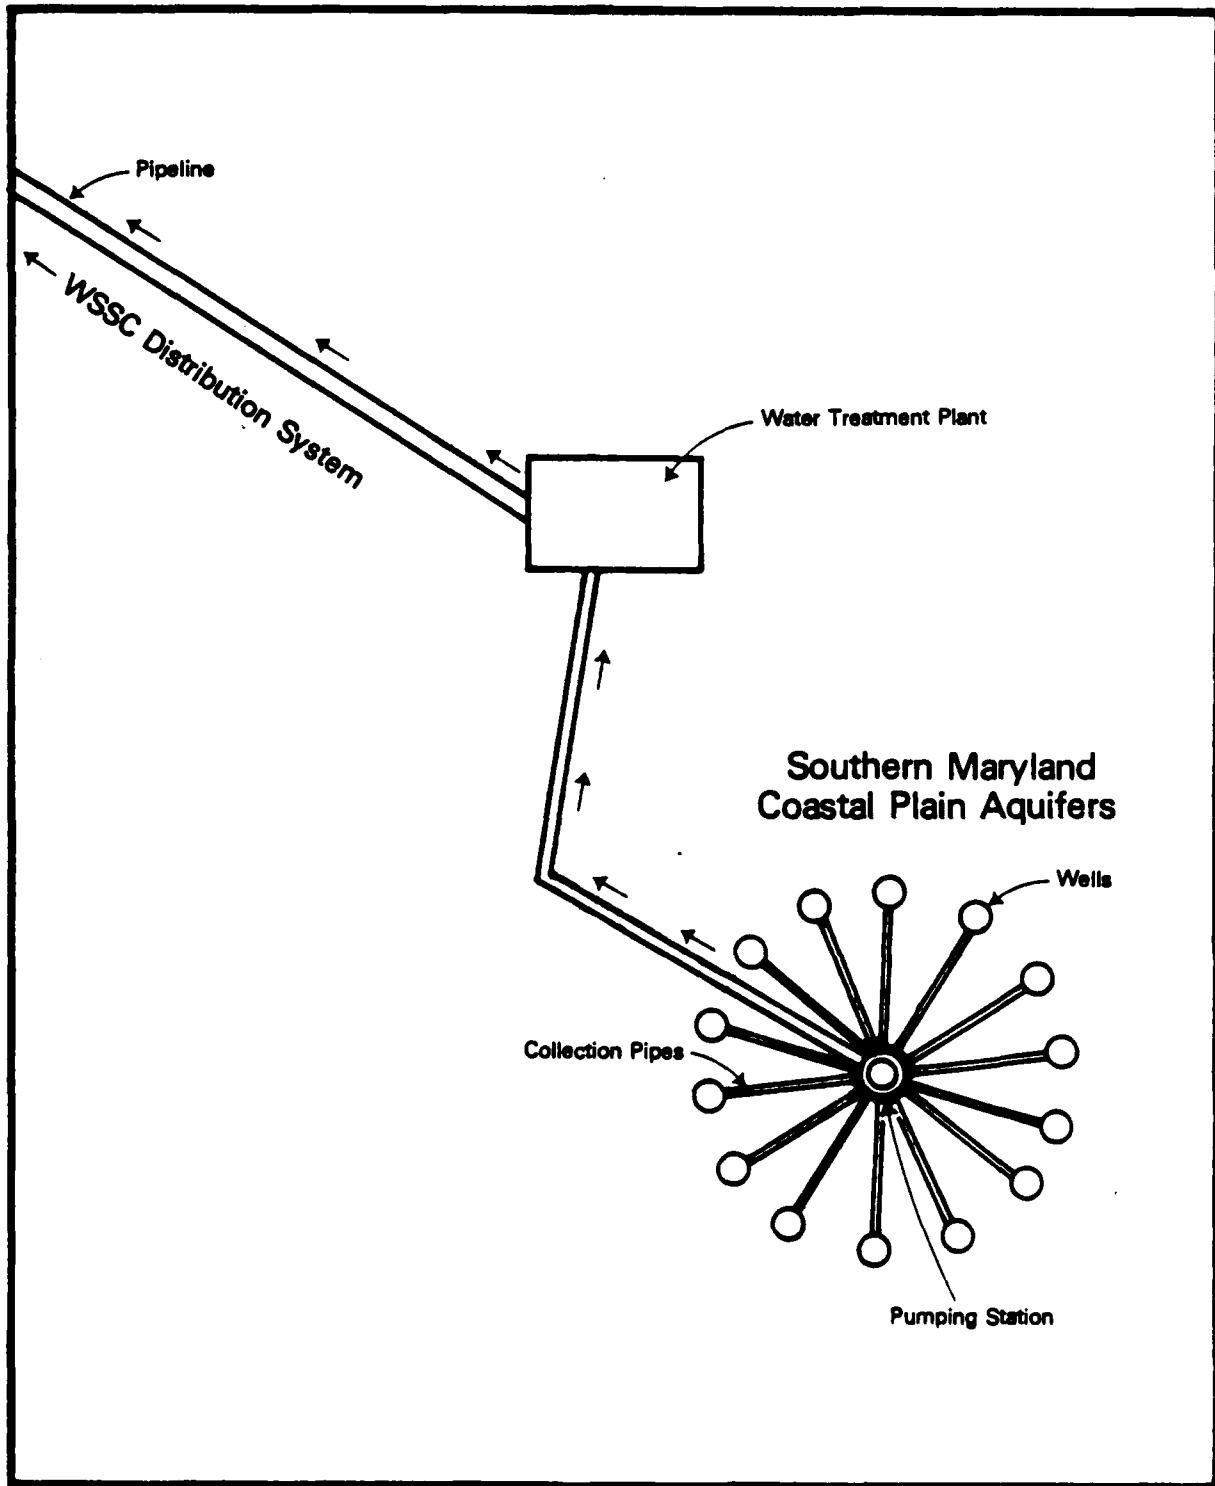 Pipeline
WSSC Distribution System
Water Treatment Plant
Southern Maryland
Coastal Plain Aquifers
Wells
Collection Pipes
Pumping Station